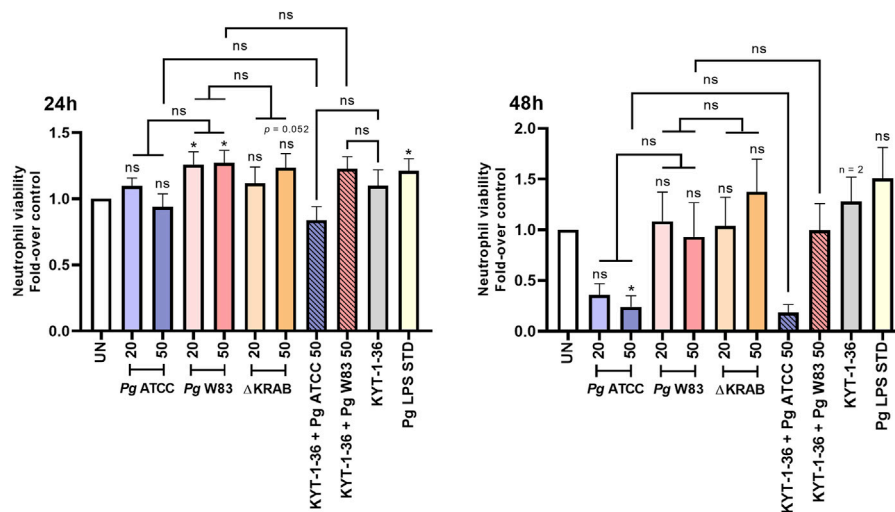 24h
Neutrophil viability
Fold-over control
1.5
1.0
0.5
0.0
ns
ns
ns
ns
ns
ns
ns
p = 0.052
ns
ns
*
*
ns
ns
*
UN
20
50
20
50
20
50
KYT-1-36 + Pg ATCC 50
KYT-1-36 + Pg W83 50
KYT-1-36
Pg LPS STD
Pg ATCC
Pg W83
ΔKRAB
48h
Neutrophil viability
Fold-over control
2.0
1.5
1.0
0.5
0.0
ns
ns
ns
ns
ns
*
ns
ns
ns
ns
n = 2
ns
UN
20
50
20
50
20
50
KYT-1-36 + Pg ATCC 50
KYT-1-36 + Pg W83 50
KYT-1-36
Pg LPS STD
Pg ATCC
Pg W83
ΔKRAB